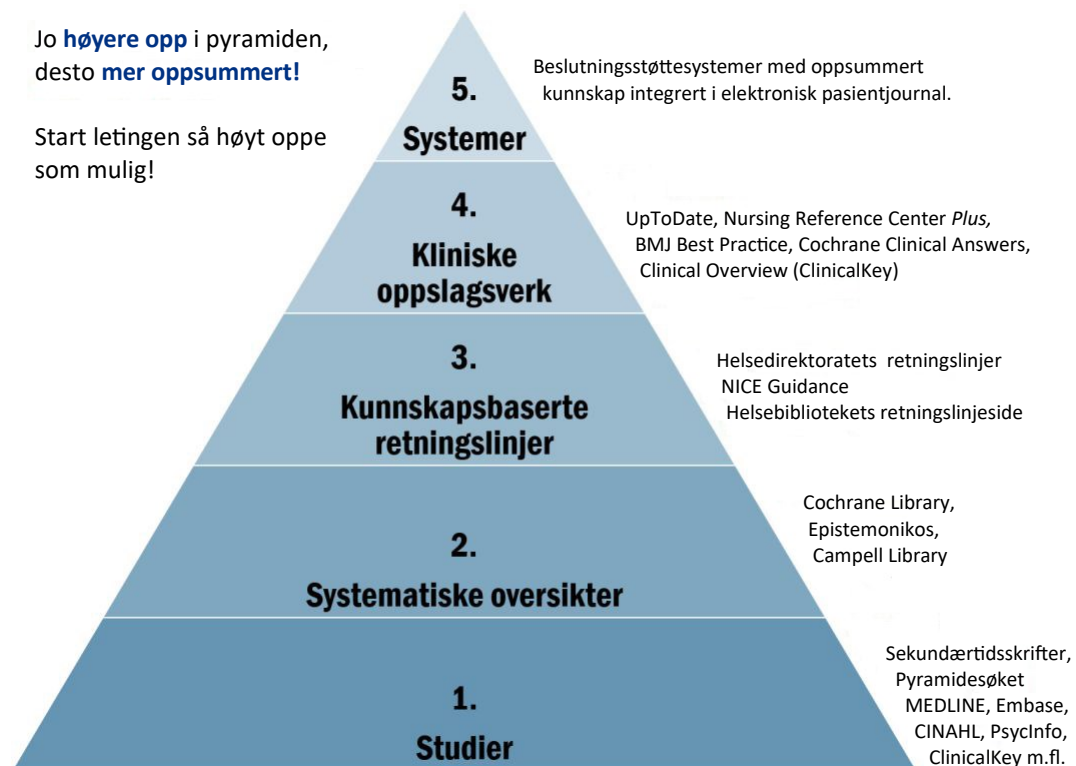 Jo høyere opp i pyramiden,
desto mer oppsummert!
Start letingen så høyt oppe
som mulig!
5.
Systemer
Beslutningsstøttesystemer med oppsummert
kunnskap integrert i elektronisk pasientjournal.
4.
Kliniske
oppslagsverk
UpToDate, Nursing Reference Center Plus,
BMJ Best Practice, Cochrane Clinical Answers,
Clinical Overview (ClinicalKey)
3.
Kunnskapsbaserte
retningslinjer
Helsedirektoratets retningslinjer
NICE Guidance
Helsebibliotekets retningslinjeside
2.
Systematiske oversikter
Cochrane Library,
Epistemonikos,
Campell Library
1.
Studier
Sekundærtidsskrifter,
Pyramidesøket
MEDLINE, Embase,
CINAHL, PsycInfo,
ClinicalKey m.fl.